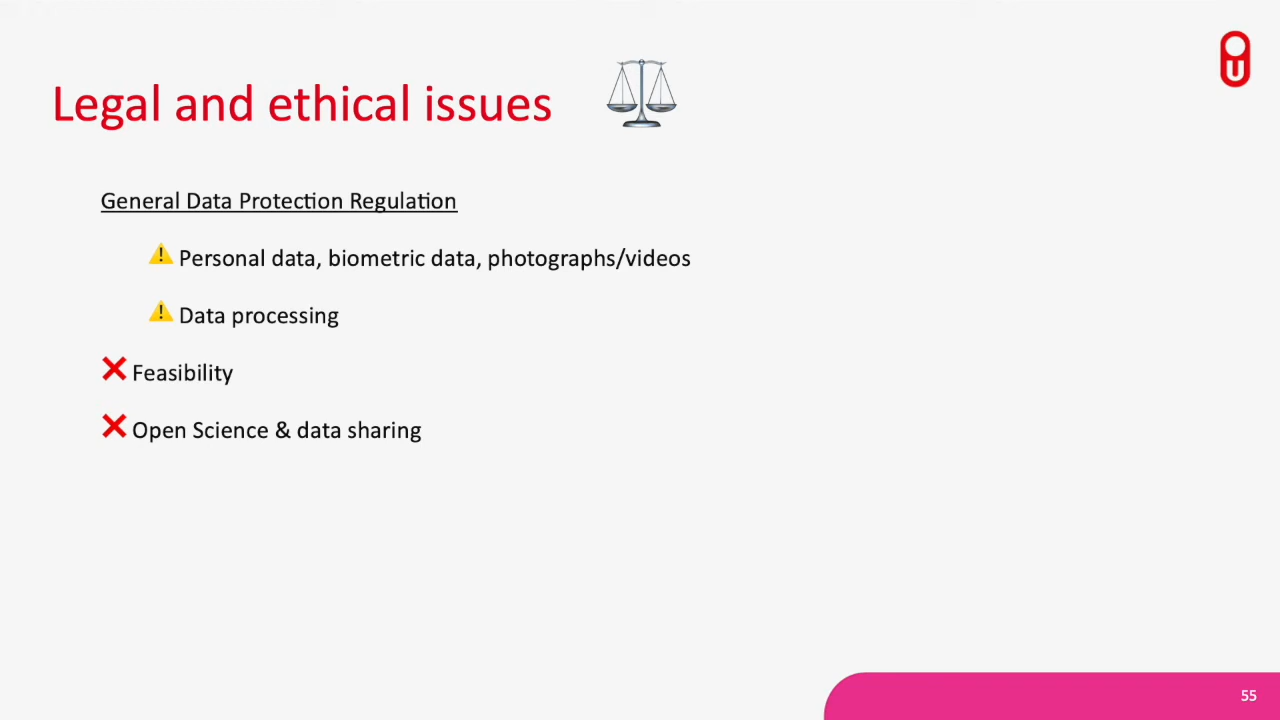 Legal and ethical issues
General Data Protection Regulation
Personal data, biometric data, photographs/videos
Data processing
Feasibility
Open Science & data sharing
55